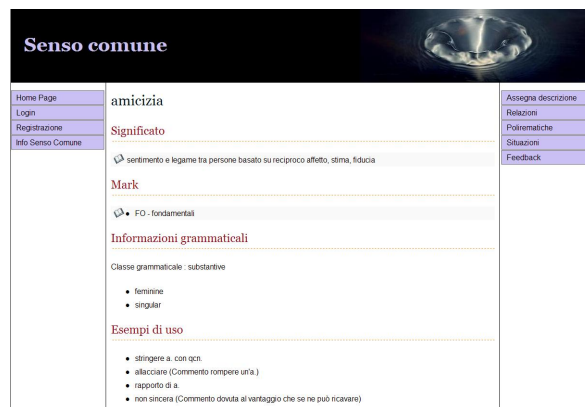 Senso comune
Home Page
Login
Registrazione
Info Senso Comune
amicizia
Significato
sentimento e legame tra persone basato su reciproco affetto, stima, fiducia
Mark
FO - fondamentali
Informazioni grammaticali
Classe grammaticale : substantive
feminine
singular
Esempi di uso
stringere a. con qcn.
allacciare (Commento rompere un'a.)
rapporto di a.
non sincera (Commento dovuta al vantaggio che se ne può ricavare)
Assegna descrizione
Relazioni
Polirematiche
Situazioni
Feedback